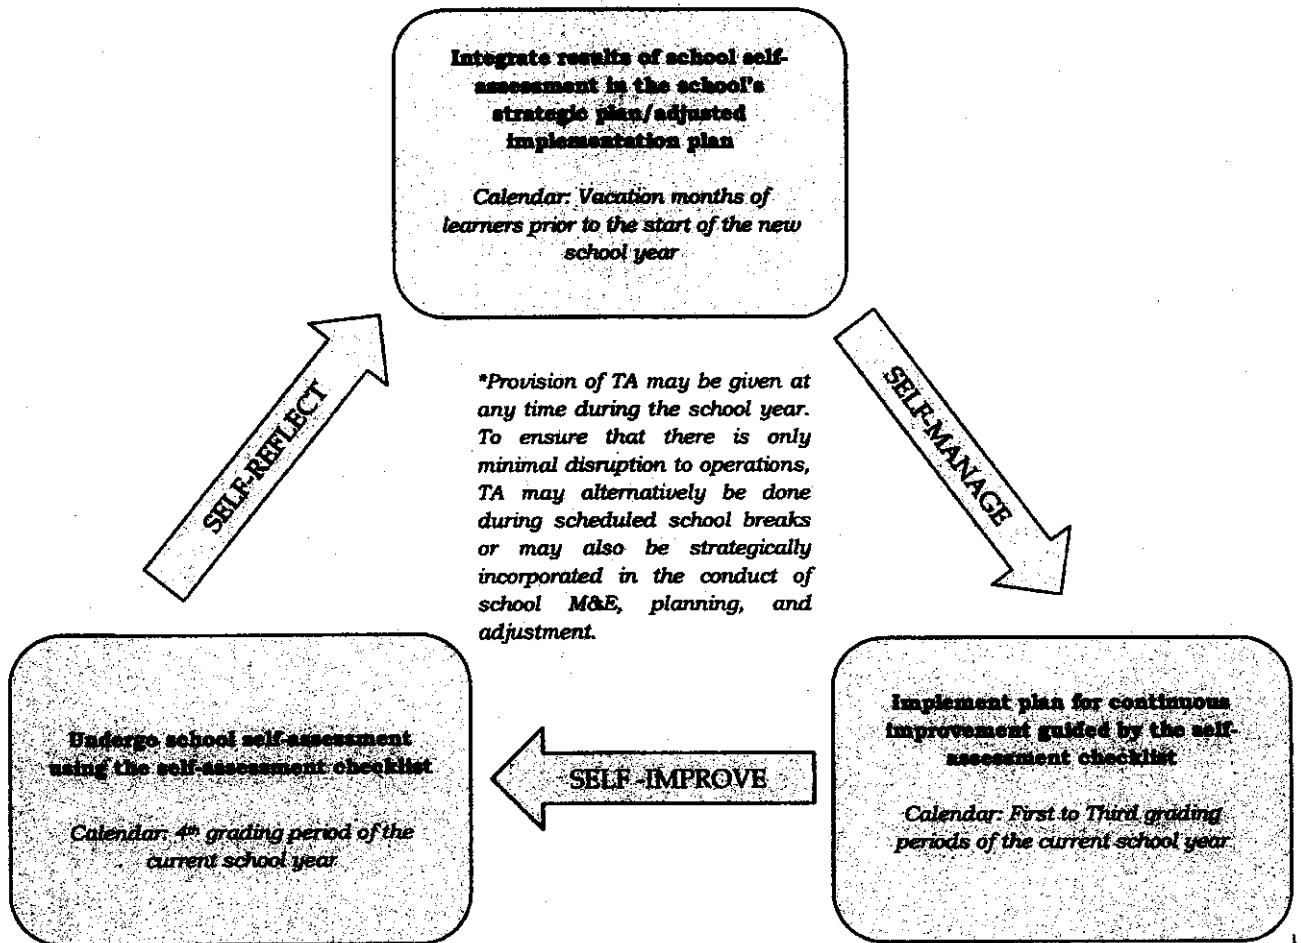 Integrate results of school self-
assessment in the school's
strategic plan/adjusted
implementation plan
Calendar: Vacation months of
learners prior to the start of the new
school year
SELF-REFLECT
SELF-MANAGE
*Provision of TA may be given at
any time during the school year.
To ensure that there is only
minimal disruption to operations,
TA may alternatively be done
during scheduled school breaks
or may also be strategically
incorporated in the conduct of
school M&E, planning, and
adjustment.
Undergo school self-assessment
using the self-assessment checklist
Calendar: 4th grading period of the
current school year
SELF-IMPROVE
Implement plan for continuous
improvement guided by the self-
assessment checklist
Calendar: First to Third grading
periods of the current school year